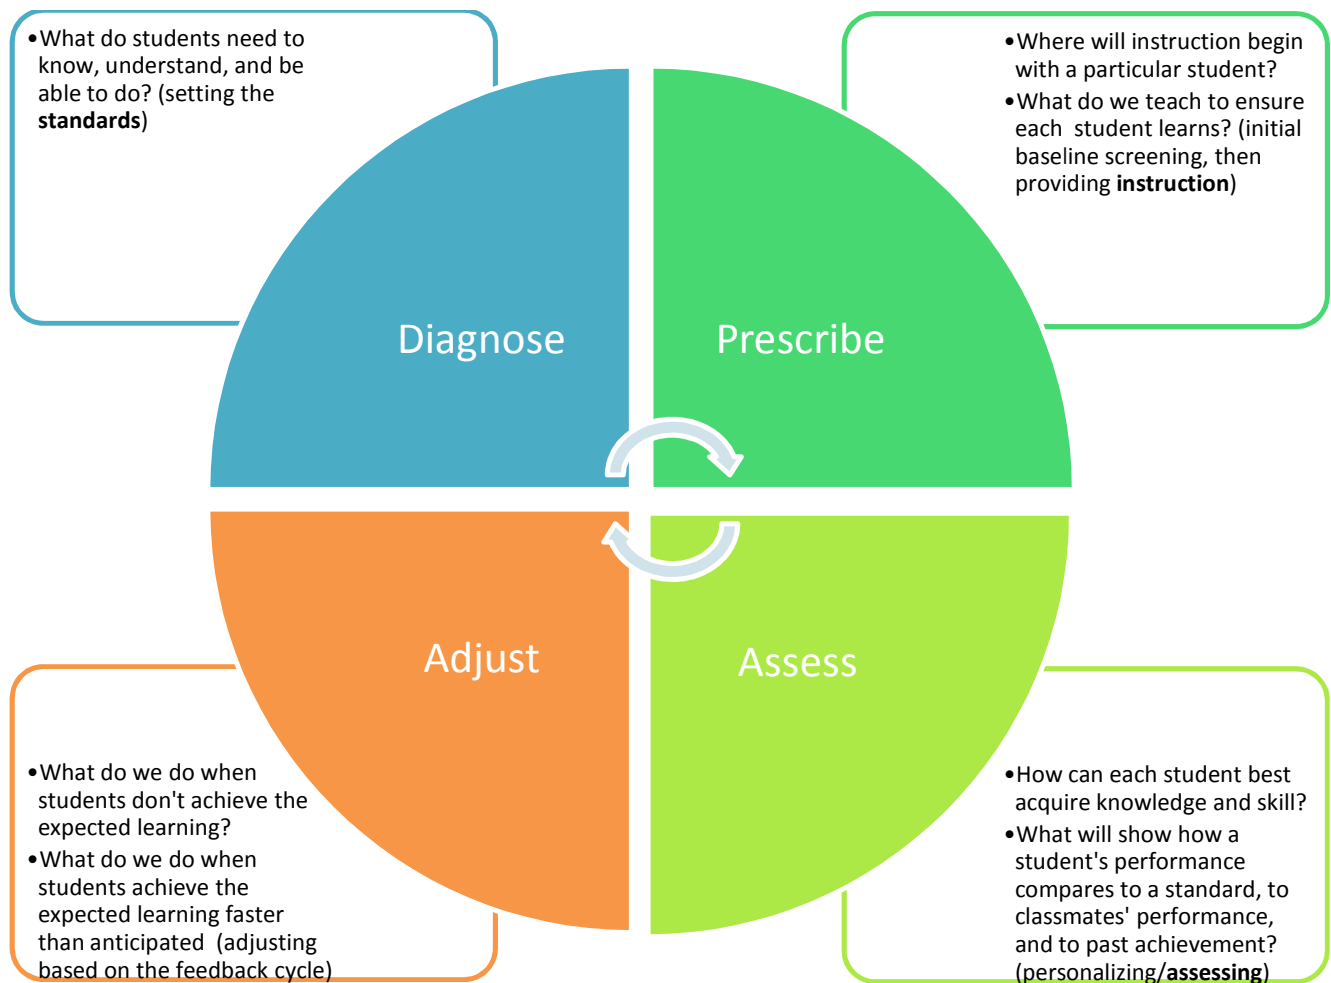 •What do students need to
know, understand, and be
able to do? (setting the
standards)
•Where will instruction begin
with a particular student?
•What do we teach to ensure
each  student learns? (initial
baseline screening, then
providing instruction)
Diagnose
Prescribe
Adjust
Assess
•What do we do when
students don't achieve the
expected learning?
•What do we do when
students achieve the
expected learning faster
than anticipated  (adjusting
based on the feedback cycle)
•How can each student best
acquire knowledge and skill?
•What will show how a
student's performance
compares to a standard, to
classmates' performance,
and to past achievement?
(personalizing/assessing)